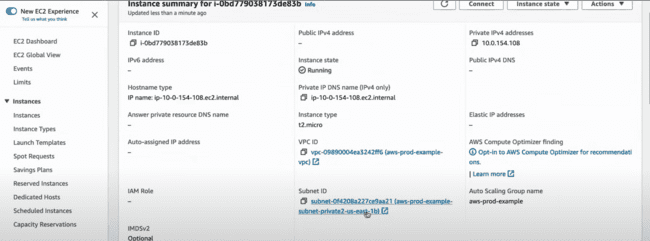 New EC2 Experience
Tell us what you think
EC2 Dashboard
EC2 Global View
Events
Limits
Instances
Instances
Instance Types
Launch Templates
Spot Requests
Savings Plans
Reserved Instances
Dedicated Hosts
Scheduled Instances
Capacity Reservations
Instance summary for i-0bd779038173de83b Info
Updated less than a minute ago
Connect
Instance state
Actions
Instance ID
i-0bd779038173de83b
Public IPv4 address
–
Private IPv4 addresses
10.0.154.108
IPv6 address
–
Instance state
Running
Public IPv4 DNS
–
Hostname type
IP name: ip-10-0-154-108.ec2.internal
Private IP DNS name (IPv4 only)
ip-10-0-154-108.ec2.internal
Answer private resource DNS name
–
Instance type
t2.micro
Elastic IP addresses
–
Auto-assigned IP address
–
VPC ID
vpc-09890004ea3242ff6 (aws-prod-example-
vpc)
AWS Compute Optimizer finding
Opt-in to AWS Compute Optimizer for recommendati
ons.
| Learn more
IAM Role
–
Subnet ID
subnet-0f4208a227ce9aa21 (aws-prod-example-
subnet-private2-us-east-1b)
Auto Scaling Group name
aws-prod-example
IMDSv2
Optional